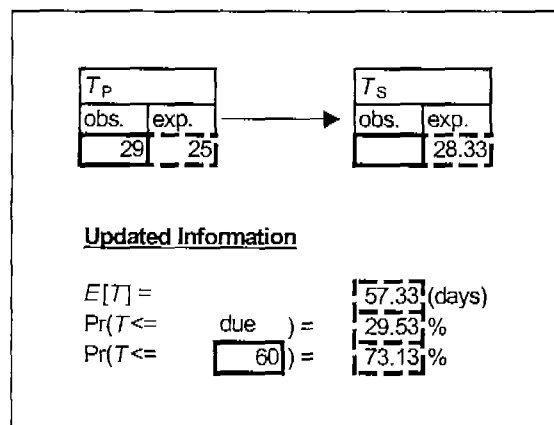 T_P T_S
obs. exp. obs. exp.
29 25 28.33
Updated Information
E[T] = 57.33 (days)
Pr(T<= due ) = 29.53 %
Pr(T<= 60 ) = 73.13 %